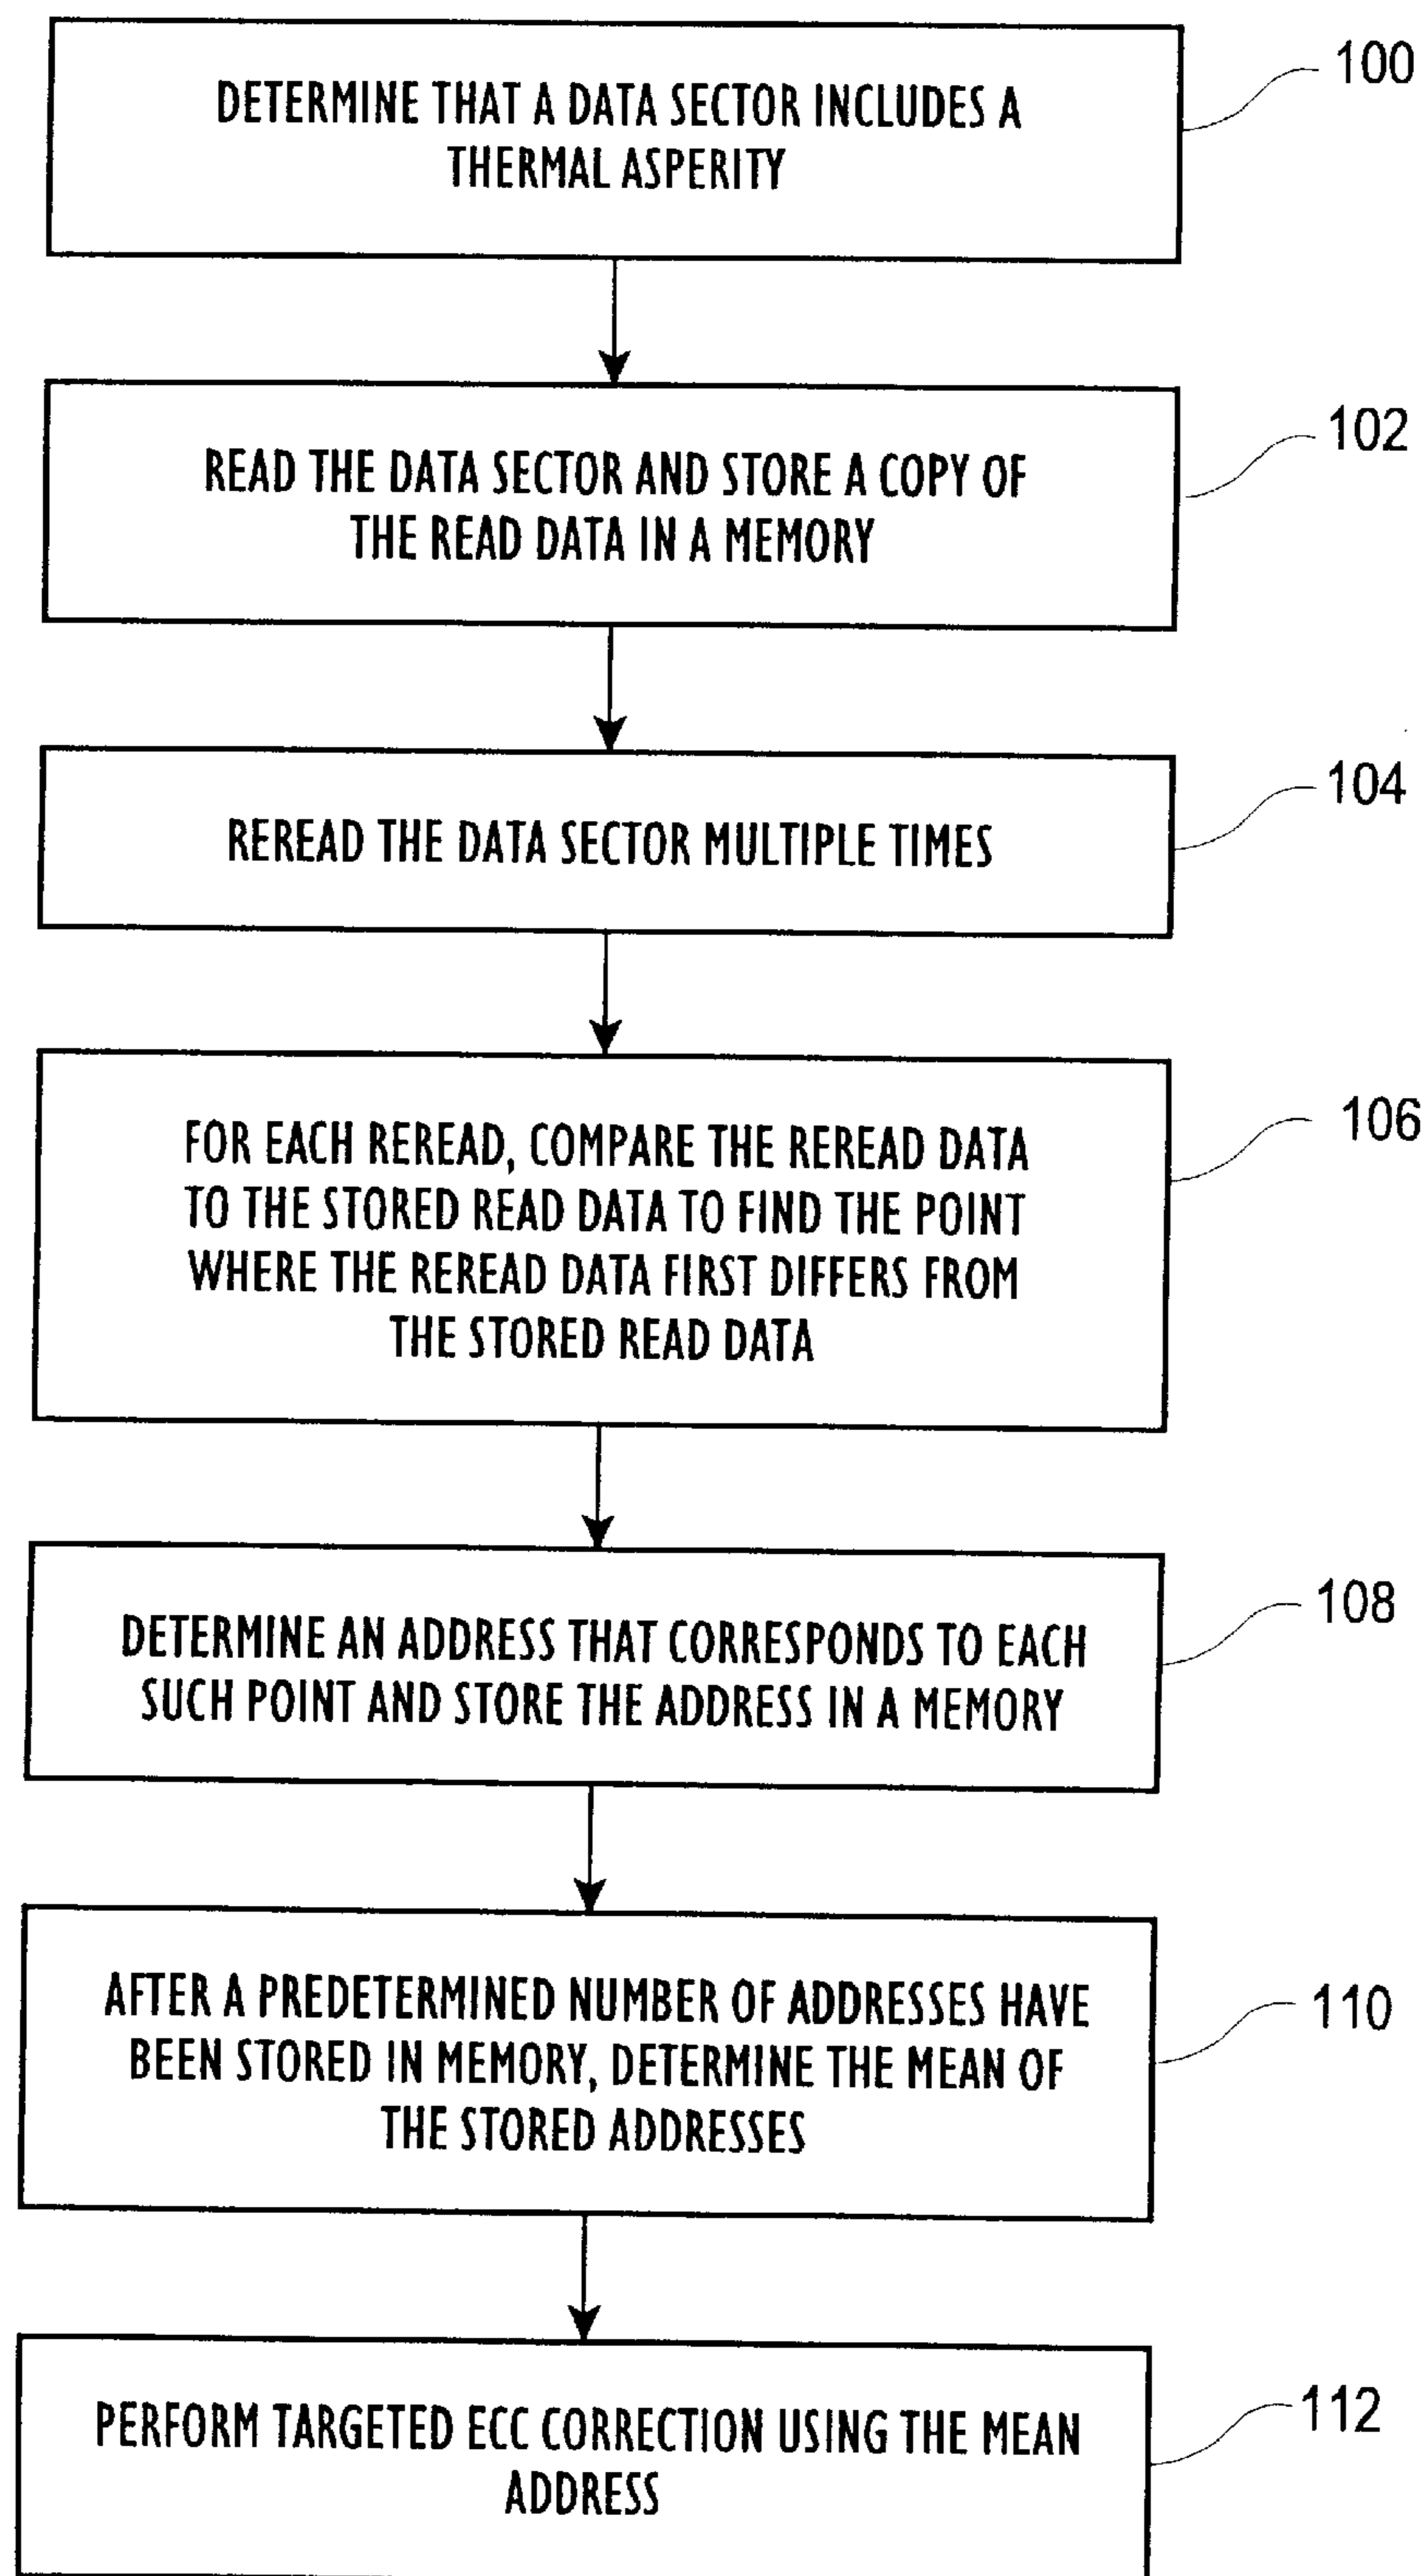 DETERMINE THAT A DATA SECTOR INCLUDES A
THERMAL ASPERITY
100
READ THE DATA SECTOR AND STORE A COPY OF
THE READ DATA IN A MEMORY
102
REREAD THE DATA SECTOR MULTIPLE TIMES
104
FOR EACH REREAD, COMPARE THE REREAD DATA
TO THE STORED READ DATA TO FIND THE POINT
WHERE THE REREAD DATA FIRST DIFFERS FROM
THE STORED READ DATA
106
DETERMINE AN ADDRESS THAT CORRESPONDS TO EACH
SUCH POINT AND STORE THE ADDRESS IN A MEMORY
108
AFTER A PREDETERMINED NUMBER OF ADDRESSES HAVE
BEEN STORED IN MEMORY, DETERMINE THE MEAN OF
THE STORED ADDRESSES
110
PERFORM TARGETED ECC CORRECTION USING THE MEAN
ADDRESS
112